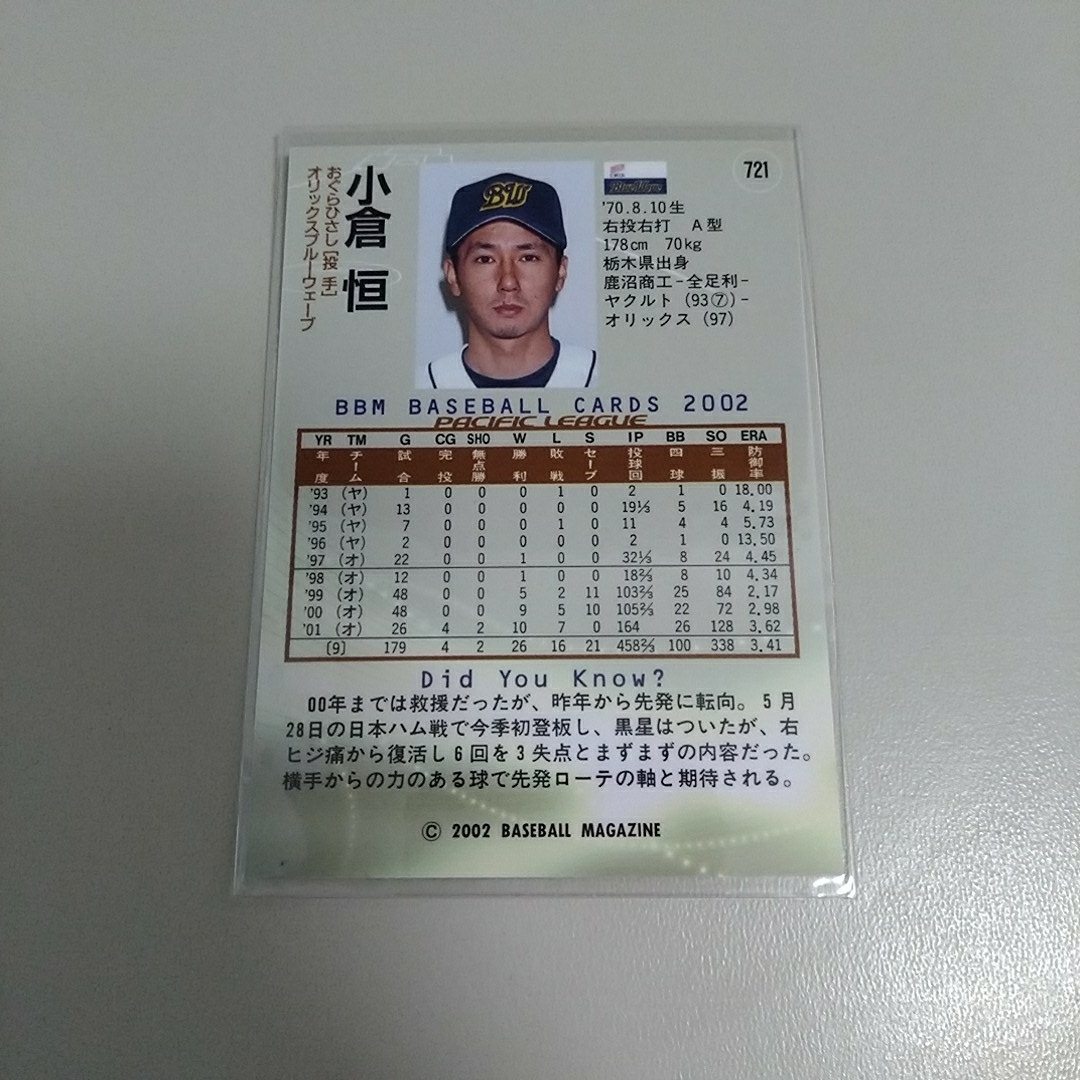 小倉 恒
おぐらひさし［投 手］
オリックスブルーウェーブ
BW
721
'70.8.10生
右投右打 A型
178cm 70kg
栃木県出身
鹿沼商工-全足利-
ヤクルト（93⑦）-
オリックス（97）
BBM BASEBALL CARDS 2002
PACIFIC LEAGUE
YR TM G CG SHO W L S IP BB SO ERA
年度 チーム 試合 完投 無点勝 勝利 敗戦 セーブ 投球回 四球 三振 防御率
'93 (ヤ) 1 0 0 0 1 0 2 1 0 18.00
'94 (ヤ) 13 0 0 0 0 0 19⅓ 5 16 4.19
'95 (ヤ) 7 0 0 0 1 0 11 4 4 5.73
'96 (ヤ) 2 0 0 0 0 0 2 1 0 13.50
'97 (オ) 22 0 0 1 0 0 32⅓ 8 24 4.45
'98 (オ) 12 0 0 1 0 0 18⅔ 8 10 4.34
'99 (オ) 48 0 0 5 2 11 103⅔ 25 84 2.17
'00 (オ) 48 0 0 9 5 10 105⅔ 22 72 2.98
'01 (オ) 26 4 2 10 7 0 164 26 128 3.62
〔9〕 179 4 2 26 16 21 458⅔ 100 338 3.41
Did You Know?
00年までは救援だったが、昨年から先発に転向。5月
28日の日本ハム戦で今季初登板し、黒星はついたが、右
ヒジ痛から復活し6回を3失点とまずまずの内容だった。
横手からの力のある球で先発ローテの軸と期待される。
© 2002 BASEBALL MAGAZINE